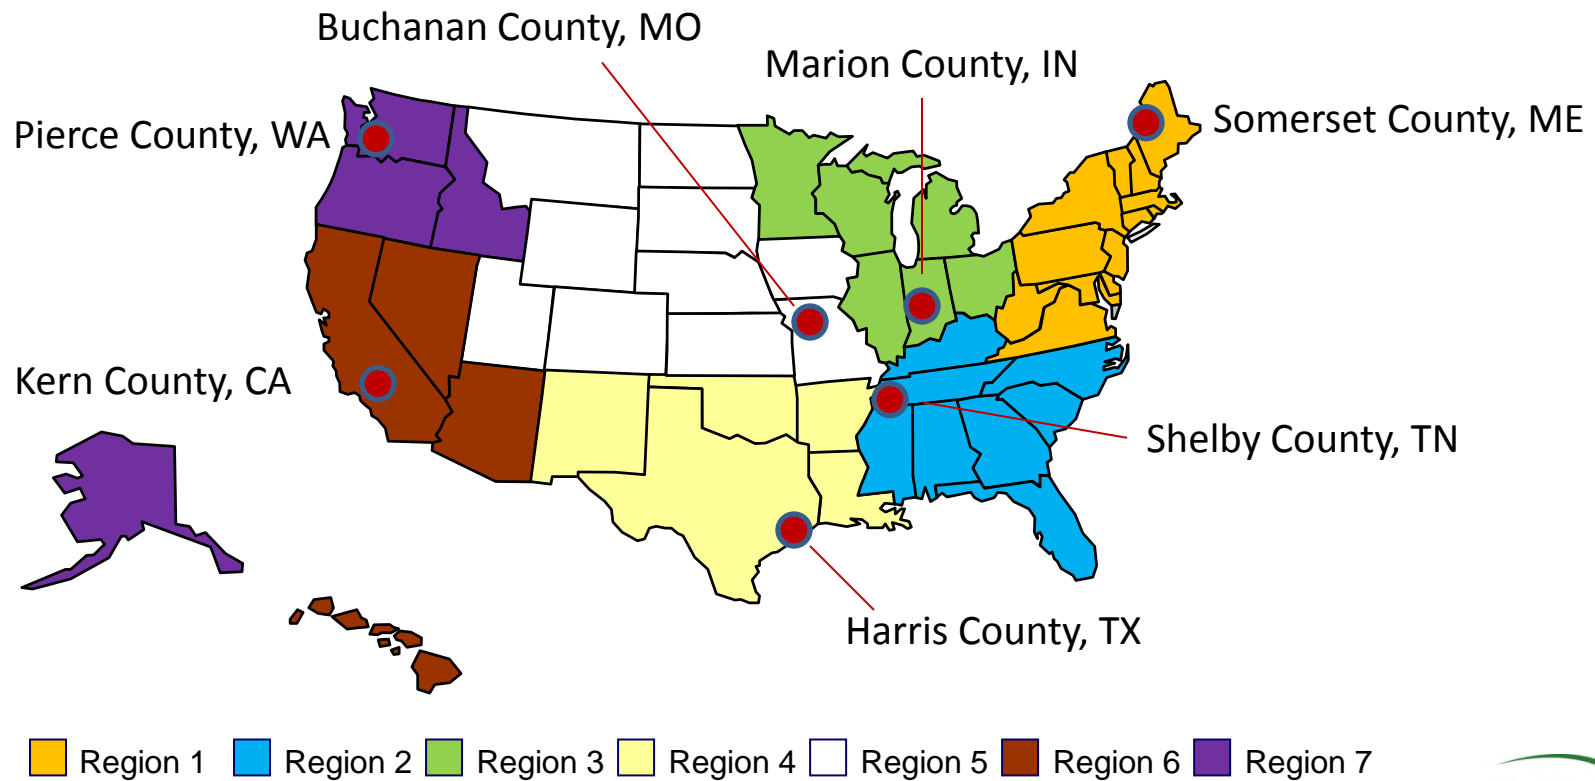 Buchanan County, MO
Marion County, IN
Pierce County, WA
Somerset County, ME
Kern County, CA
Shelby County, TN
Harris County, TX
Region 1 Region 2 Region 3 Region 4 Region 5 Region 6 Region 7